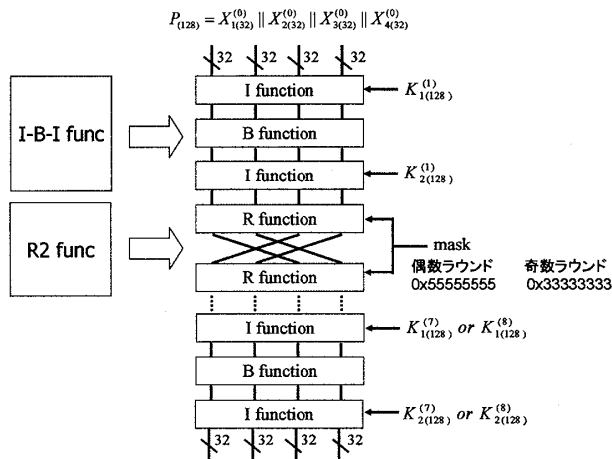 P(128) = X1(32)^(0) || X2(32)^(0) || X3(32)^(0) || X4(32)^(0)
32 32 32 32
I function
K1(128)^(1)
I-B-I func
B function
I function
K2(128)^(1)
R2 func
R function
mask
偶数ラウンド 奇数ラウンド
0x55555555 0x33333333
R function
I function
K1(128)^(7) or K1(128)^(8)
B function
I function
K2(128)^(7) or K2(128)^(8)
32 32 32 32